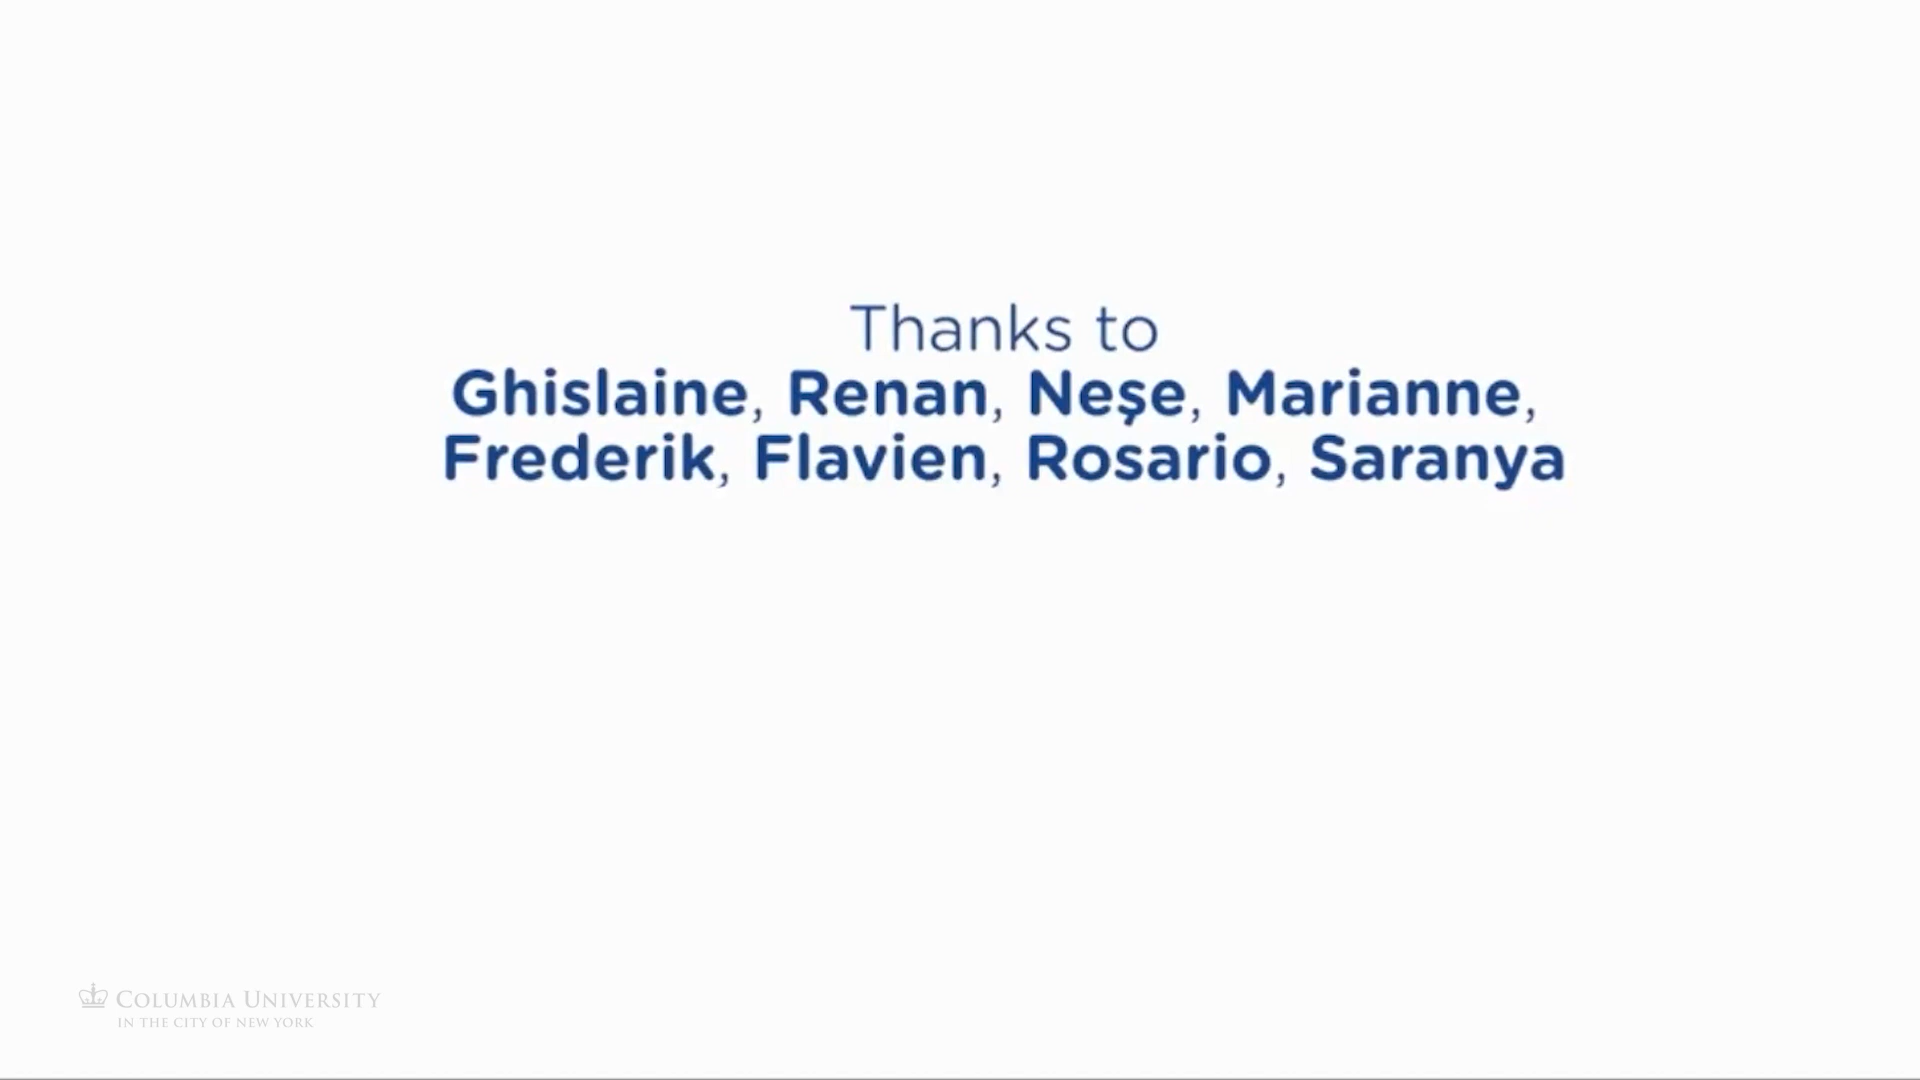 Thanks to
Ghislaine, Renan, Neşe, Marianne,
Frederik, Flavien, Rosario, Saranya
COLUMBIA UNIVERSITY
IN THE CITY OF NEW YORK